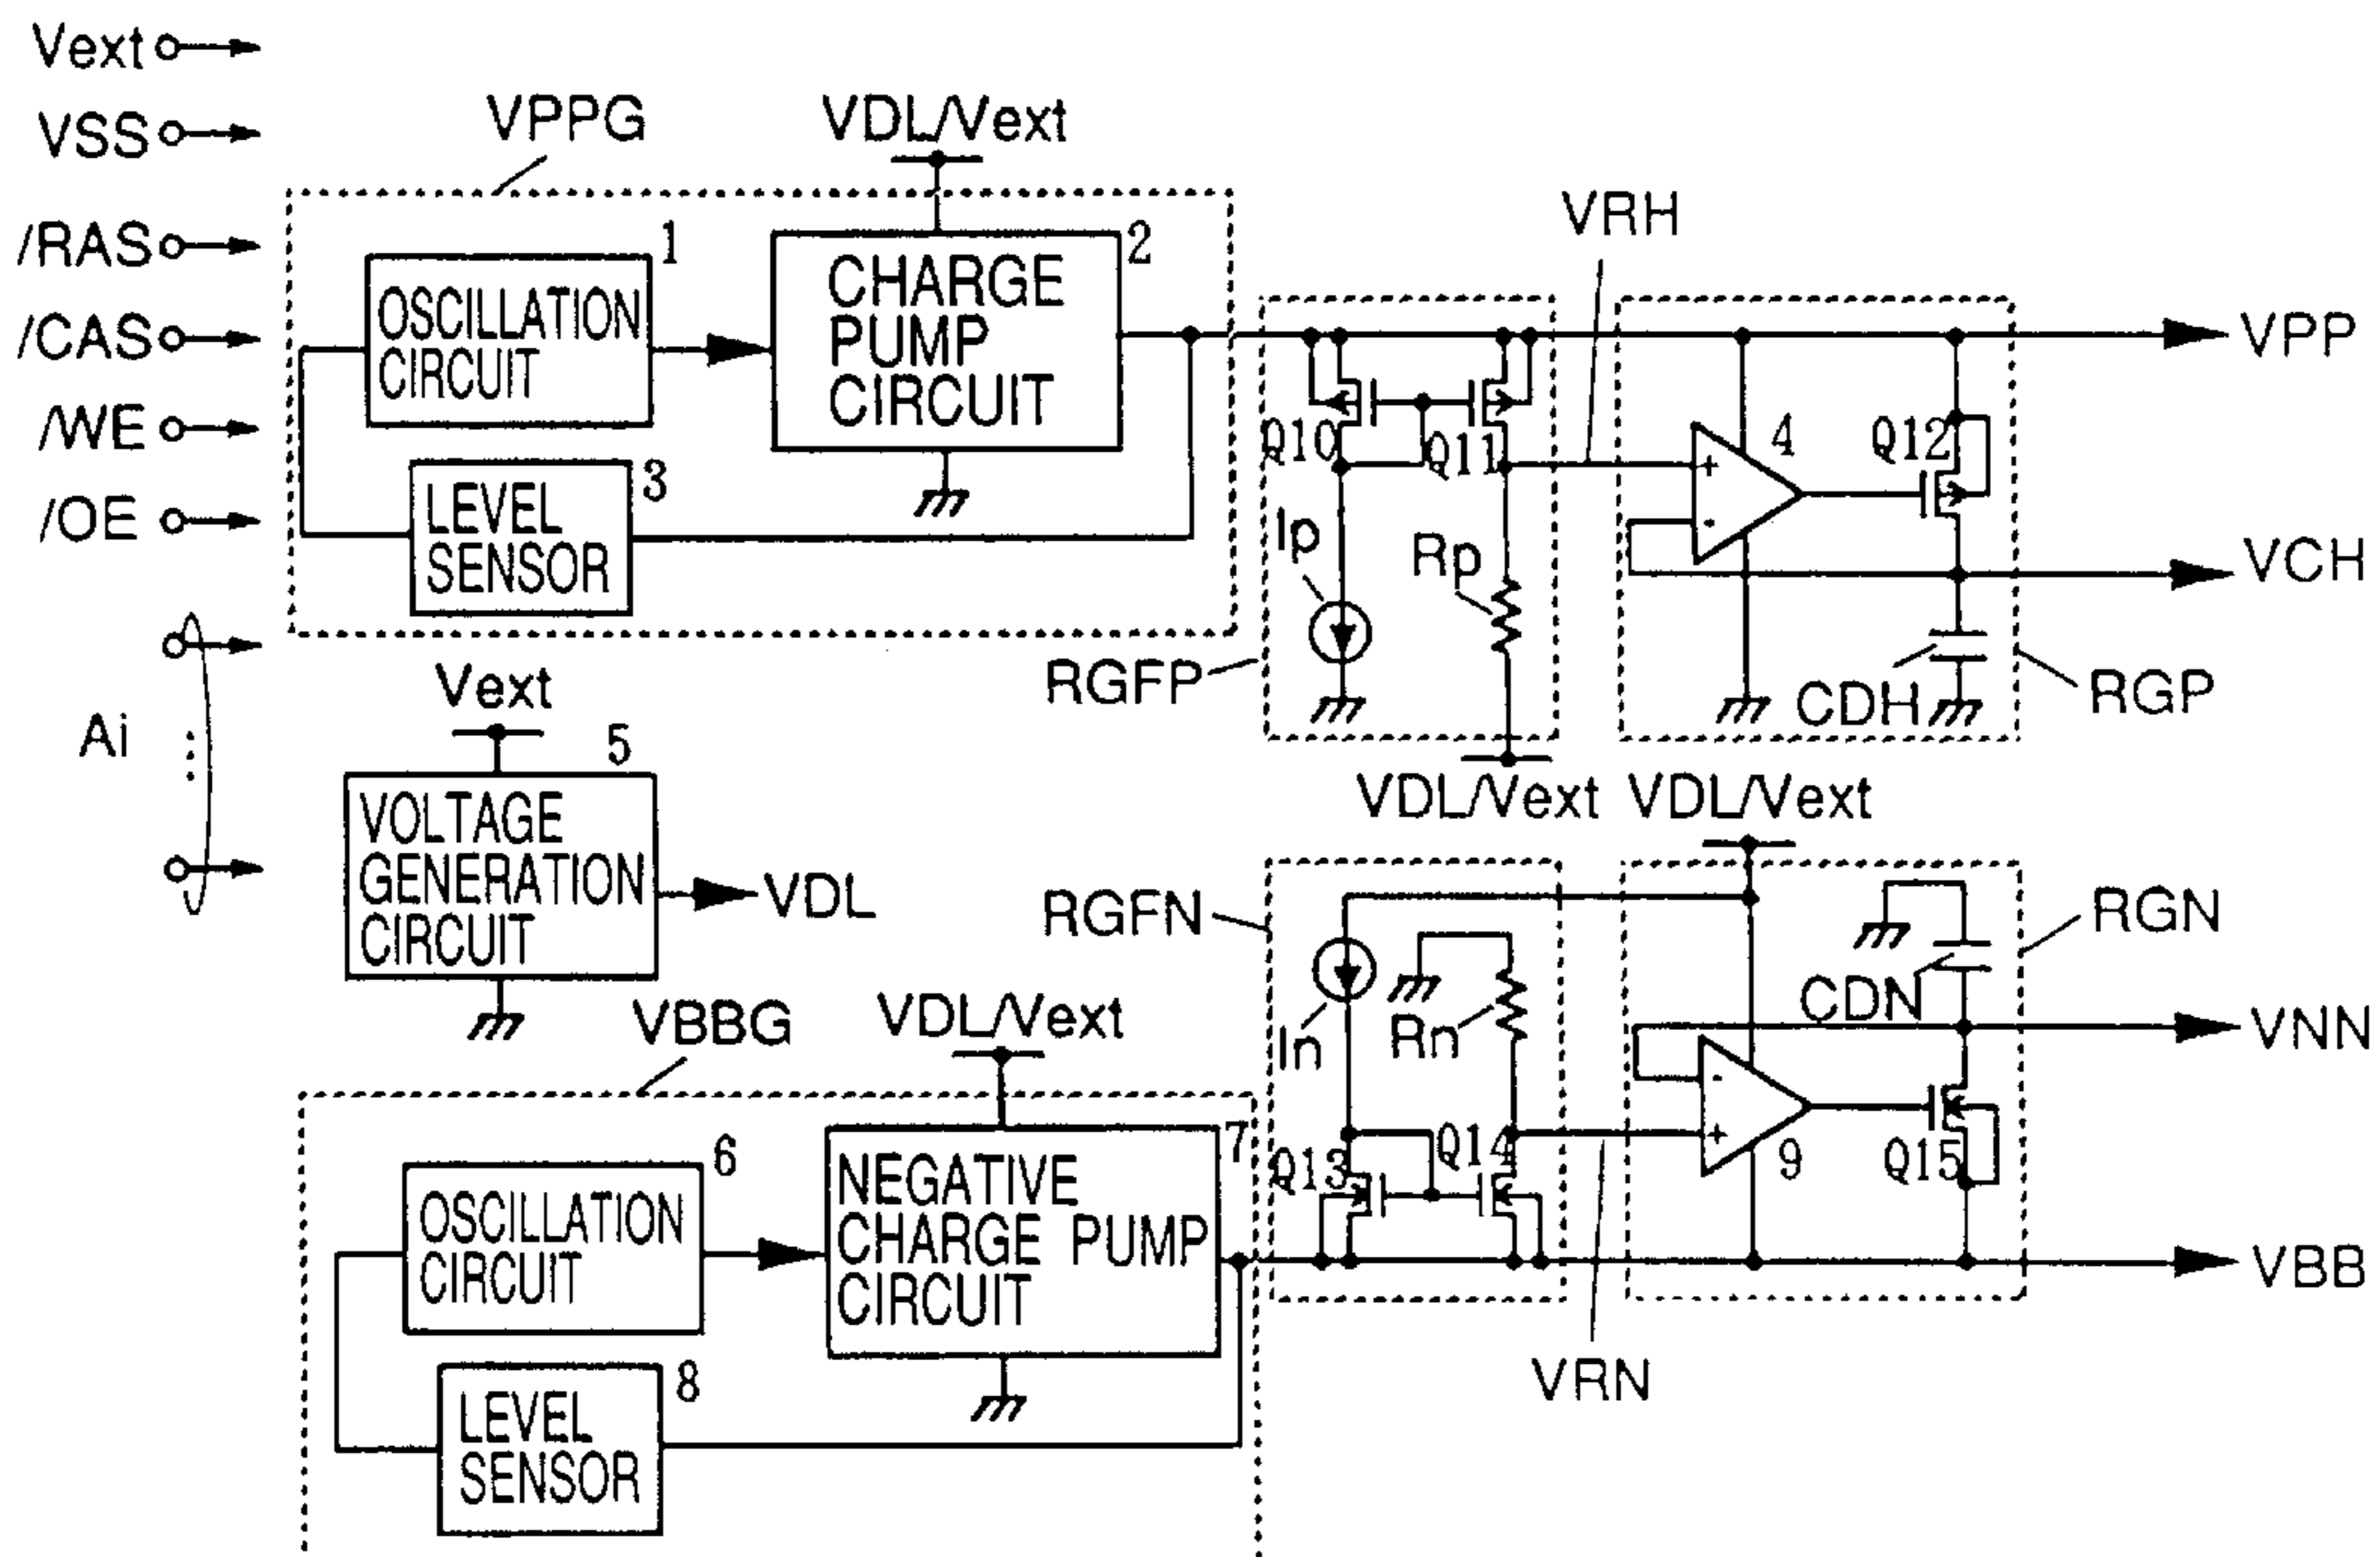 Vext
VSS
/RAS
/CAS
/WE
/OE
Ai
VPPG
VDL/Vext
1
OSCILLATION
CIRCUIT
2
CHARGE
PUMP
CIRCUIT
3
LEVEL
SENSOR
VRH
Q10
Q11
Ip
Rp
RGFP
VDL/Vext
+
-
4
Q12
CDH
RGP
VPP
VCH
Vext
5
VOLTAGE
GENERATION
CIRCUIT
VDL
VBBG
VDL/Vext
6
OSCILLATION
CIRCUIT
7
NEGATIVE
CHARGE PUMP
CIRCUIT
8
LEVEL
SENSOR
RGFN
In
Rn
Q13
Q14
VRN
VDL/Vext
CDN
RGN
-
+
9
Q15
VNN
VBB